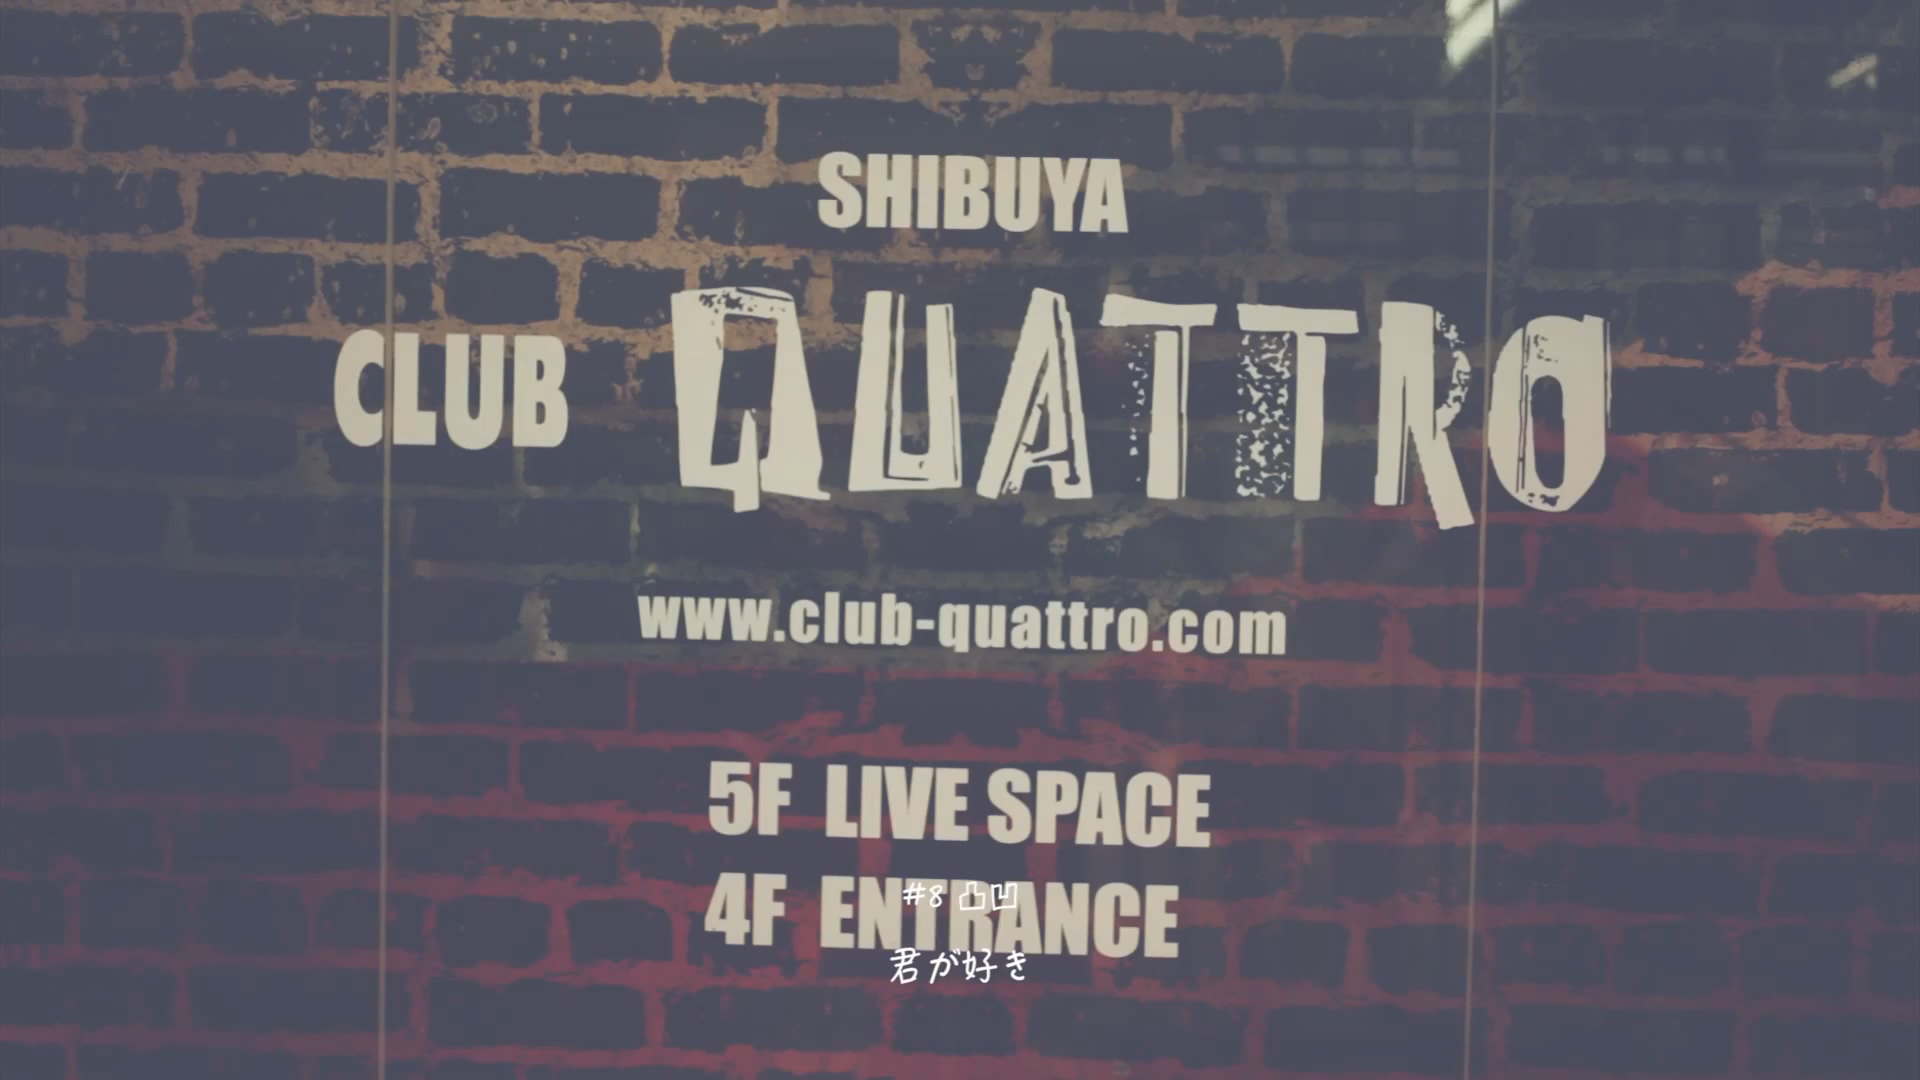 SHIBUYA
CLUB QUATTRO
www.club-quattro.com
5F LIVE SPACE
4F ENTRANCE
#8 凸凹
君が好き